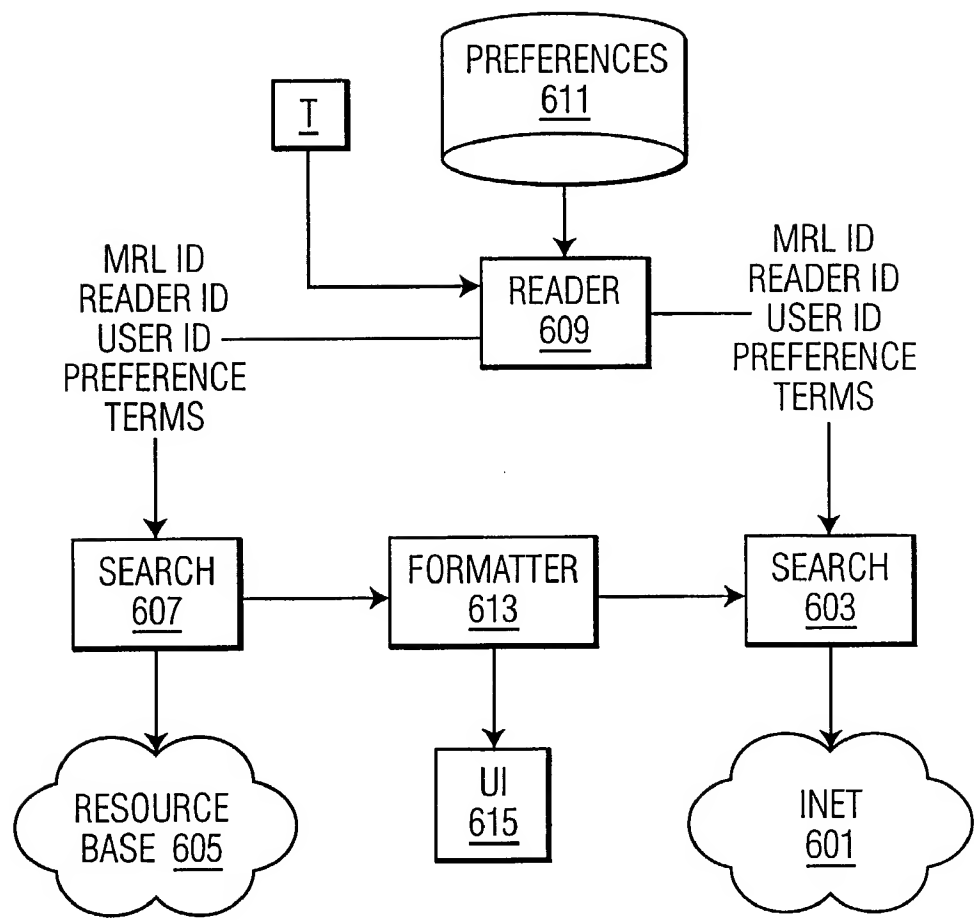 PREFERENCES
611
T
MRL ID
READER ID
USER ID
PREFERENCE
TERMS
READER
609
MRL ID
READER ID
USER ID
PREFERENCE
TERMS
SEARCH
607
FORMATTER
613
SEARCH
603
RESOURCE
BASE 605
UI
615
INET
601